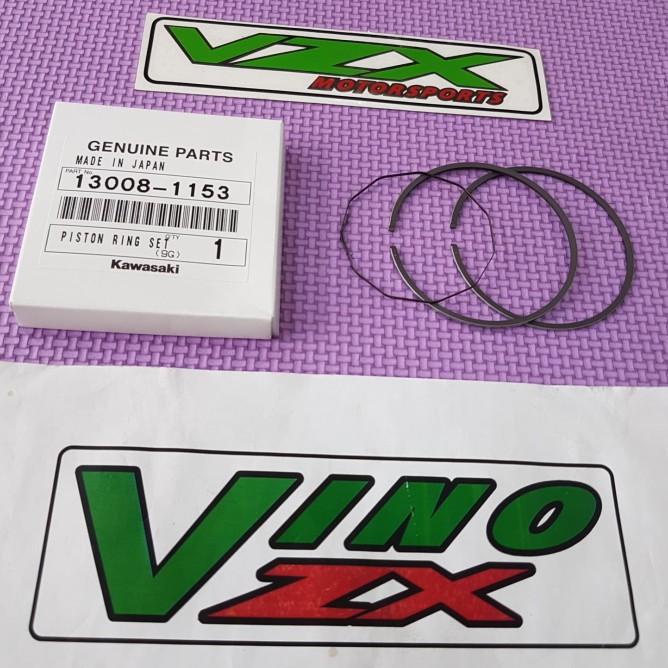 VZX
MOTORSPORTS
GENUINE PARTS
MADE IN JAPAN
PART No.
13008-1153
PISTON RING SET
QTY
1
(9G)
Kawasaki
VINO
ZX